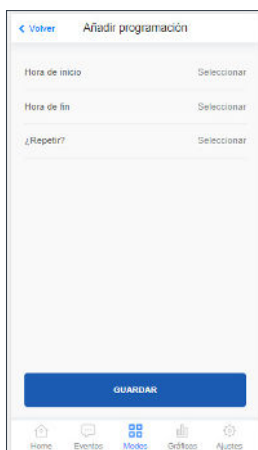 < Volver Añadir programación
Hora de inicio Seleccionar
Hora de fin Seleccionar
¿Repetir? Seleccionar
GUARDAR
Home Eventos Modos Gráficos Ajustes